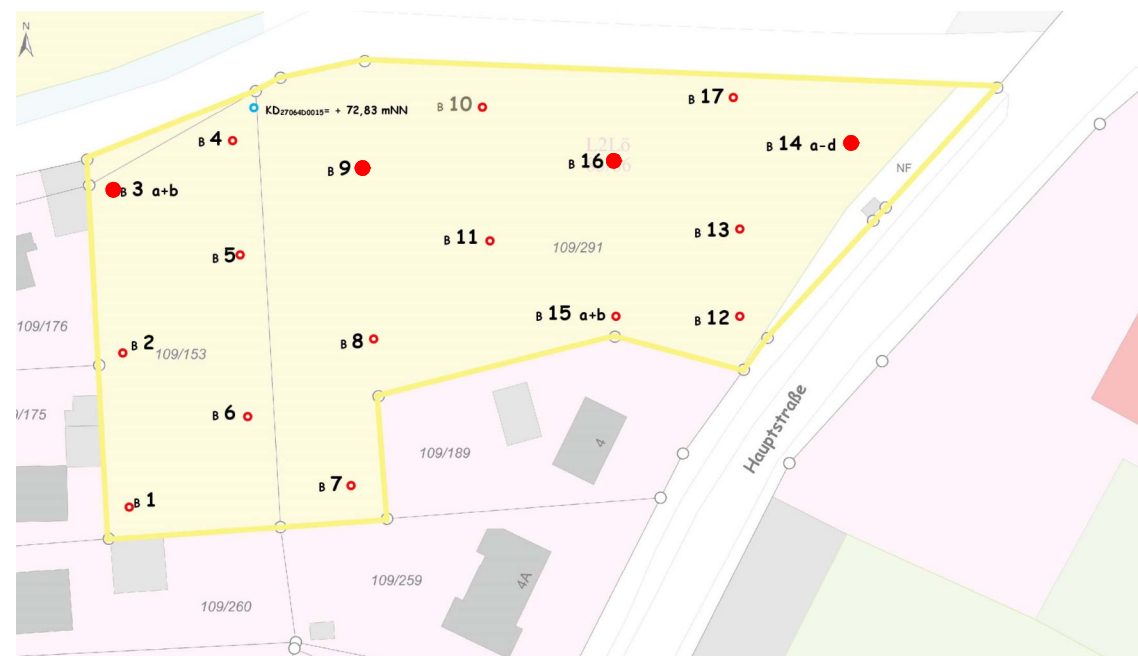 N
KD27064D0015= + 72,83 mNN
B 10
B 17
B 4
B 14 a-d
L2Lö
B 16
B 9
NF
B 3 a+b
B 13
B 11
109/291
B 5
B 15 a+b
B 12
109/176
B 2
109/153
B 8
/175
B 6
109/189
4
Hauptstraße
B 7
B 1
109/259
4A
109/260